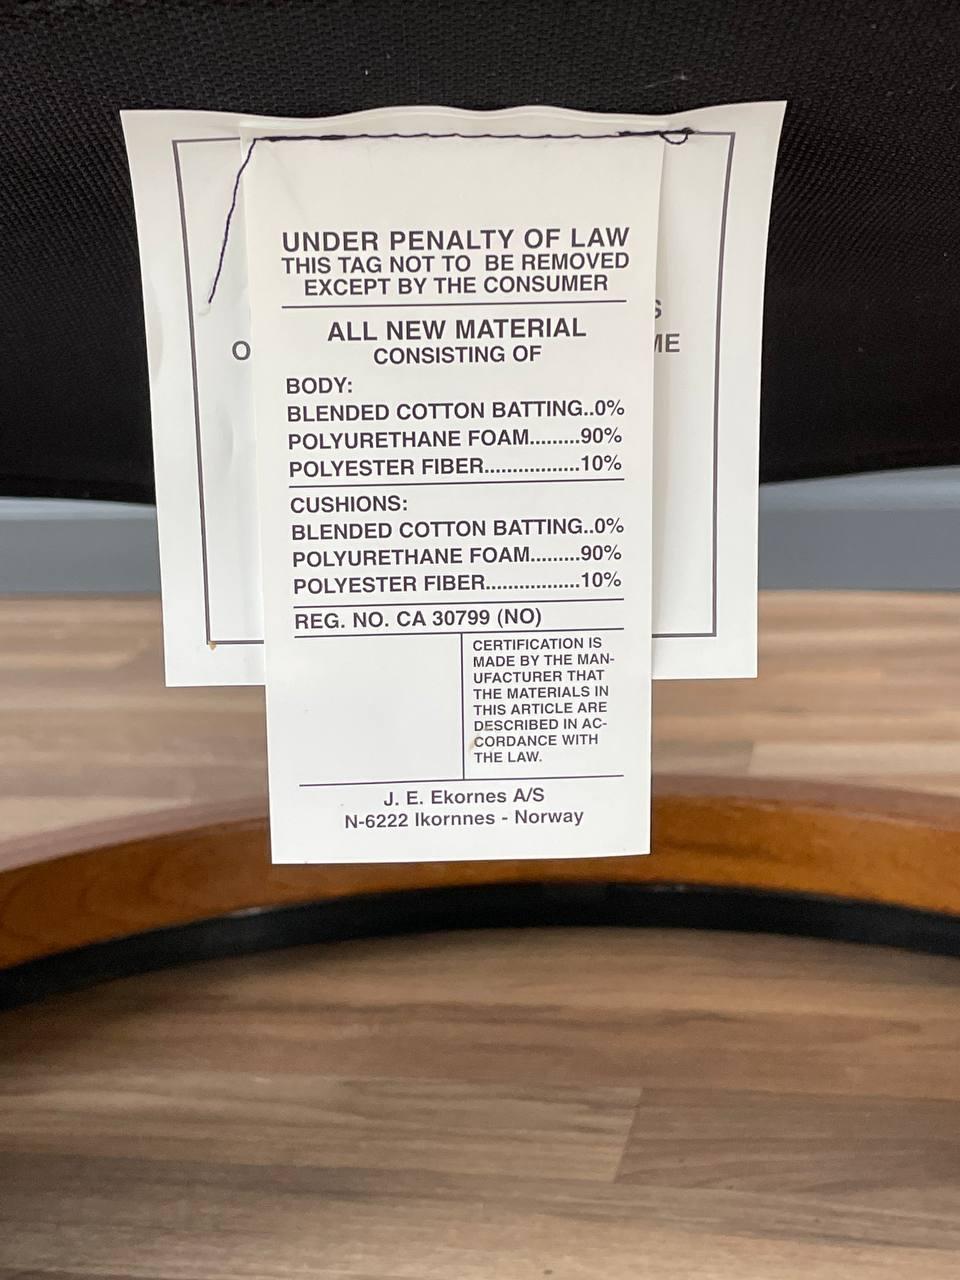 UNDER PENALTY OF LAW
THIS TAG NOT TO BE REMOVED
EXCEPT BY THE CONSUMER
ALL NEW MATERIAL
CONSISTING OF
BODY:
BLENDED COTTON BATTING..0%
POLYURETHANE FOAM.........90%
POLYESTER FIBER.................10%
CUSHIONS:
BLENDED COTTON BATTING..0%
POLYURETHANE FOAM.........90%
POLYESTER FIBER.................10%
REG. NO. CA 30799 (NO)
CERTIFICATION IS
MADE BY THE MAN-
UFACTURER THAT
THE MATERIALS IN
THIS ARTICLE ARE
DESCRIBED IN AC-
CORDANCE WITH
THE LAW.
J. E. Ekornes A/S
N-6222 Ikornnes - Norway